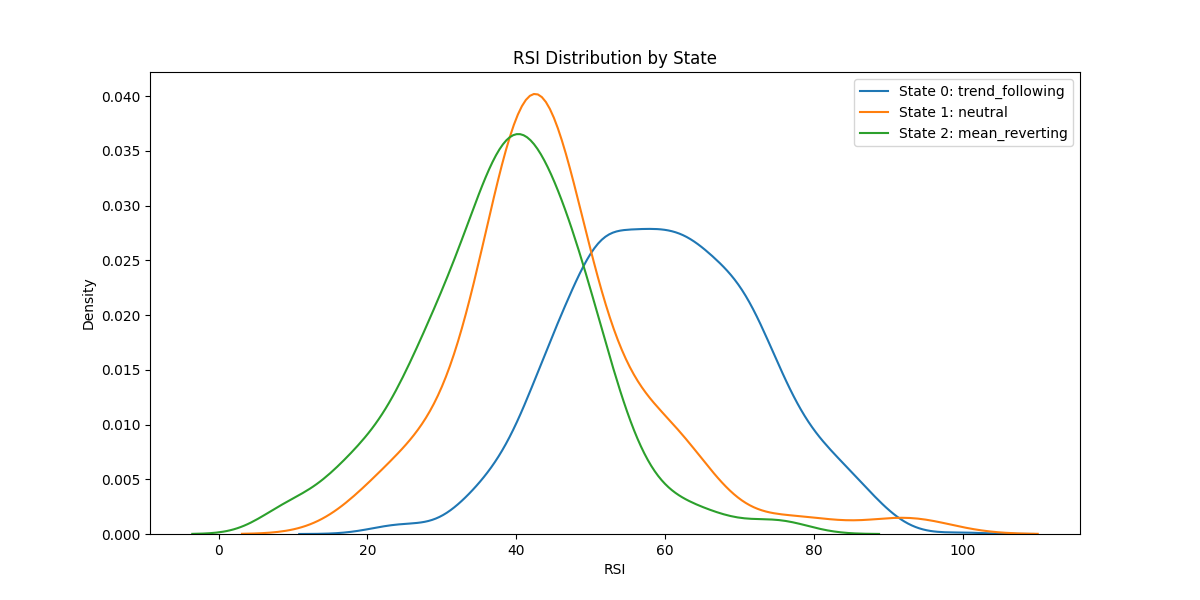 RSI Distribution by State
State 0: trend_following
State 1: neutral
State 2: mean_reverting
Density
0.040
0.035
0.030
0.025
0.020
0.015
0.010
0.005
0.000
0 20 40 60 80 100
RSI